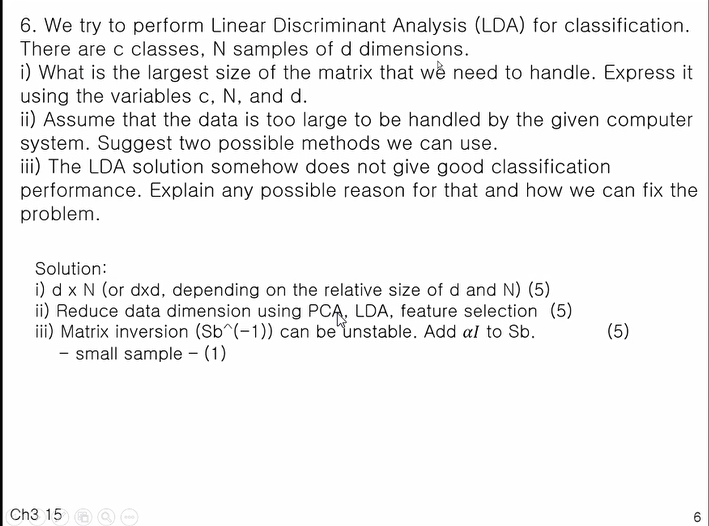 6. We try to perform Linear Discriminant Analysis (LDA) for classification.
There are c classes, N samples of d dimensions.
i) What is the largest size of the matrix that we need to handle. Express it
using the variables c, N, and d.
ii) Assume that the data is too large to be handled by the given computer
system. Suggest two possible methods we can use.
iii) The LDA solution somehow does not give good classification
performance. Explain any possible reason for that and how we can fix the
problem.
Solution:
i) d x N (or dxd, depending on the relative size of d and N) (5)
ii) Reduce data dimension using PCA, LDA, feature selection (5)
iii) Matrix inversion (Sb^(-1)) can be unstable. Add αI to Sb. (5)
- small sample - (1)
Ch3 15
6